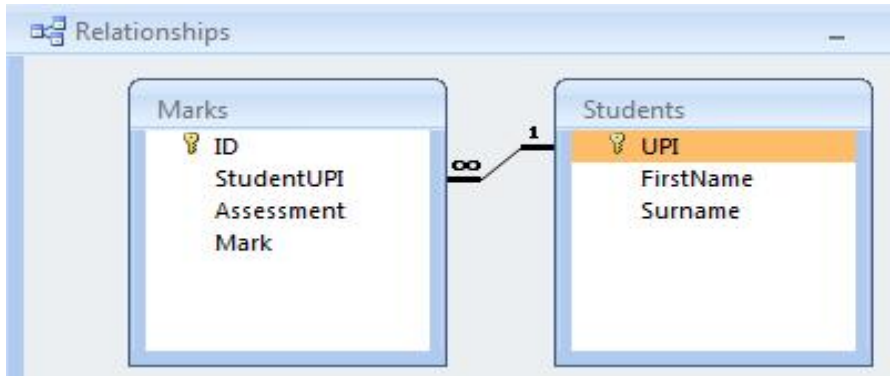 Relationships
Marks
ID
StudentUPI
Assessment
Mark
∞
1
Students
UPI
FirstName
Surname